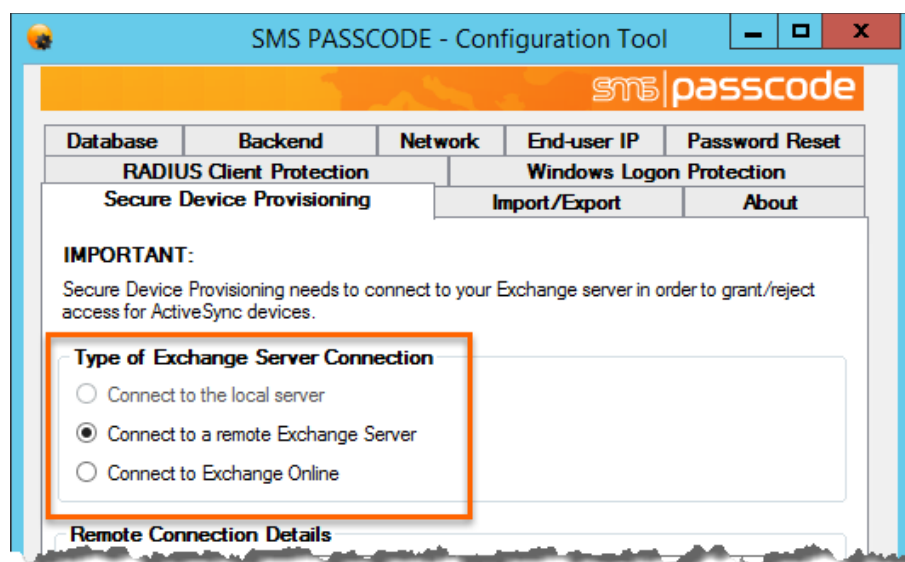 SMS PASSCODE - Configuration Tool
sms passcode
Database Backend Network End-user IP Password Reset
RADIUS Client Protection Windows Logon Protection
Secure Device Provisioning Import/Export About
IMPORTANT:
Secure Device Provisioning needs to connect to your Exchange server in order to grant/reject
access for ActiveSync devices.
Type of Exchange Server Connection
Connect to the local server
Connect to a remote Exchange Server
Connect to Exchange Online
Remote Connection Details